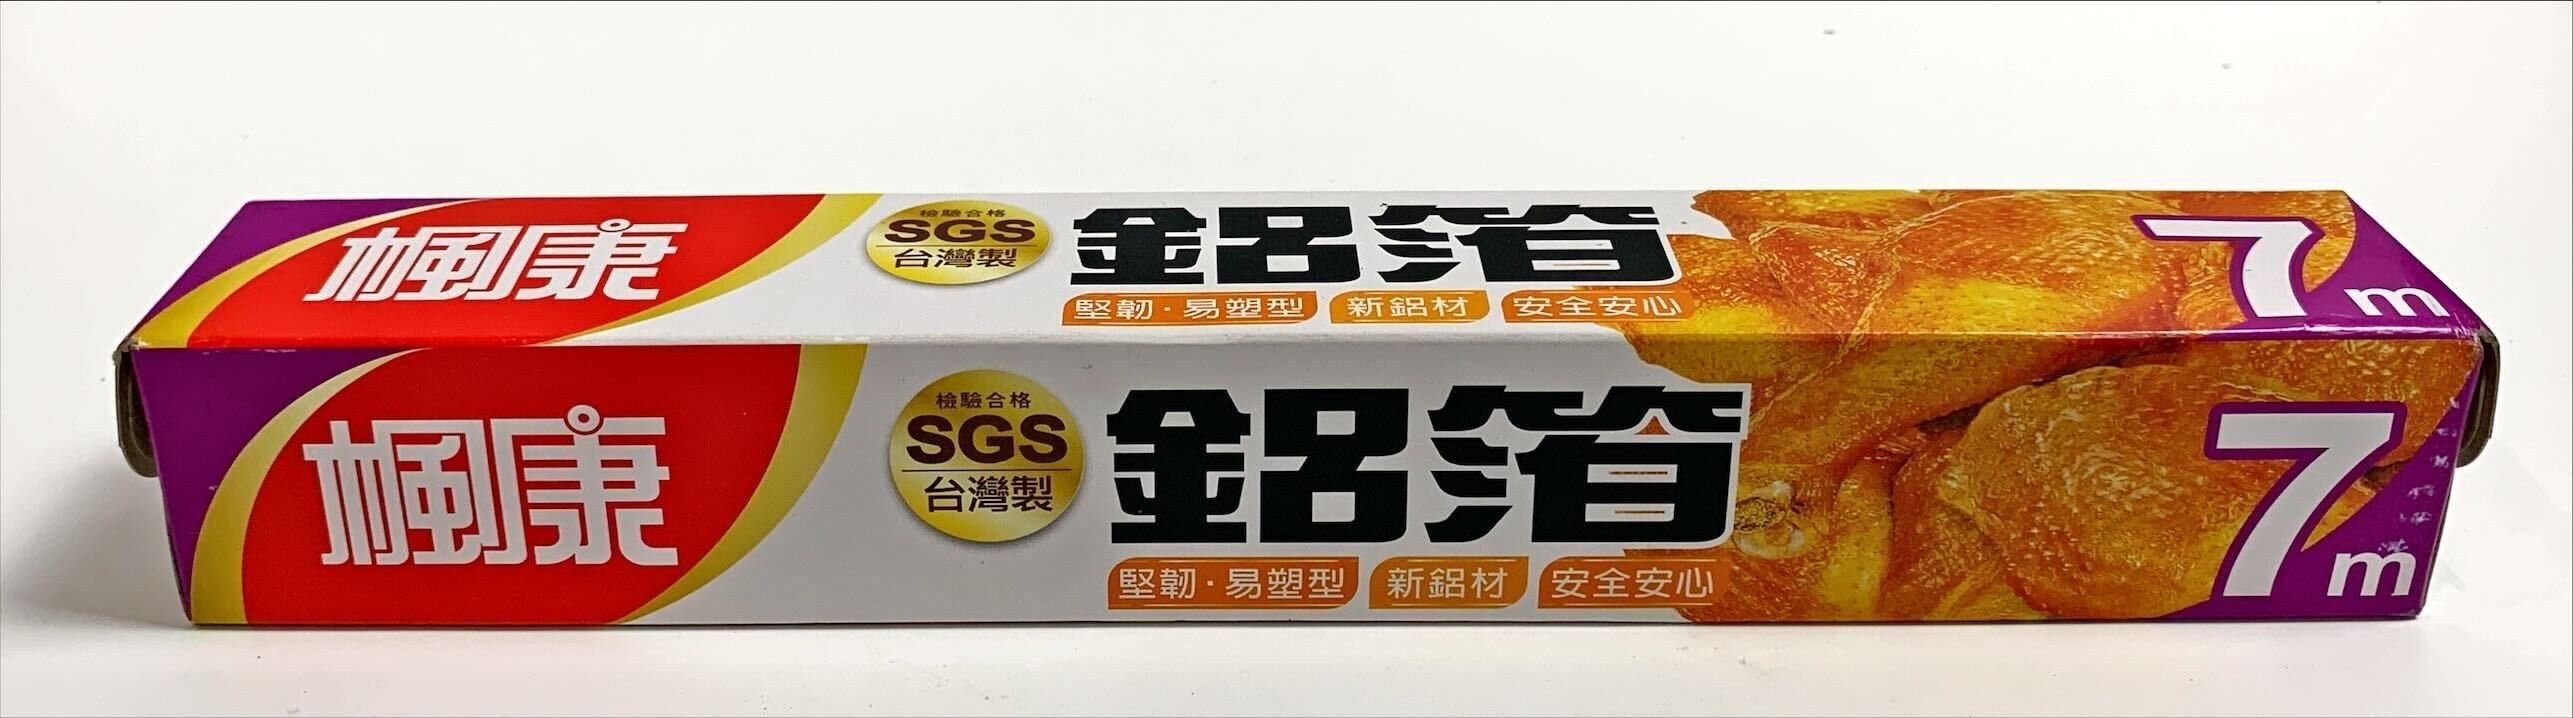 楓康
檢驗合格
SGS
台灣製
鋁箔
堅韌·易塑型 新鋁材 安全安心
7m
楓康
檢驗合格
SGS
台灣製
鋁箔
堅韌·易塑型 新鋁材 安全安心
7m